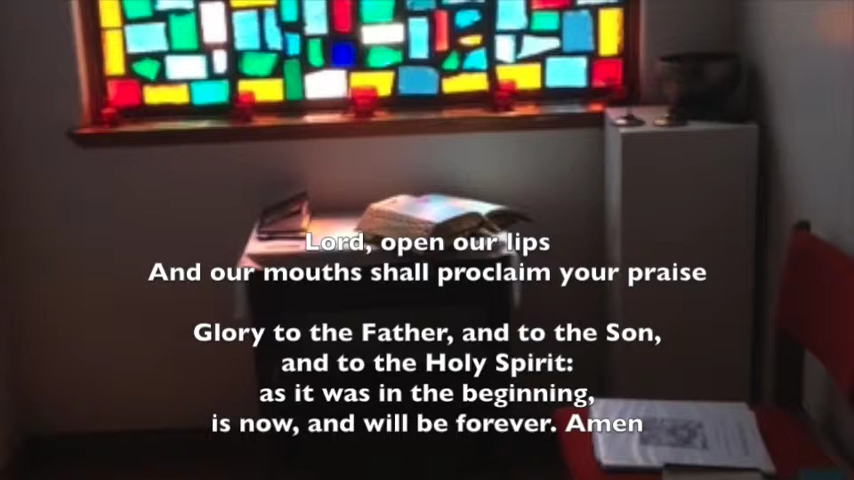 Lord, open our lips
And our mouths shall proclaim your praise
Glory to the Father, and to the Son,
and to the Holy Spirit:
as it was in the beginning,
is now, and will be forever. Amen